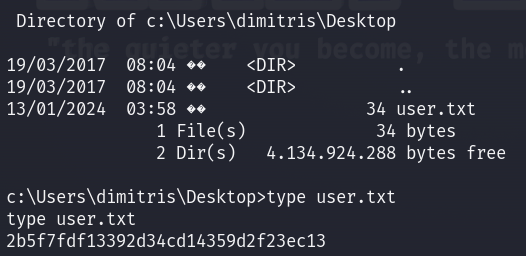 Directory of c:\Users\dimitris\Desktop
"the quieter you become, the m
19/03/2017  08:04 ��    <DIR>          .
19/03/2017  08:04 ��    <DIR>          ..
13/01/2024  03:58 ��                34 user.txt
1 File(s)             34 bytes
2 Dir(s)   4.134.924.288 bytes free
c:\Users\dimitris\Desktop>type user.txt
type user.txt
2b5f7fdf13392d34cd14359d2f23ec13